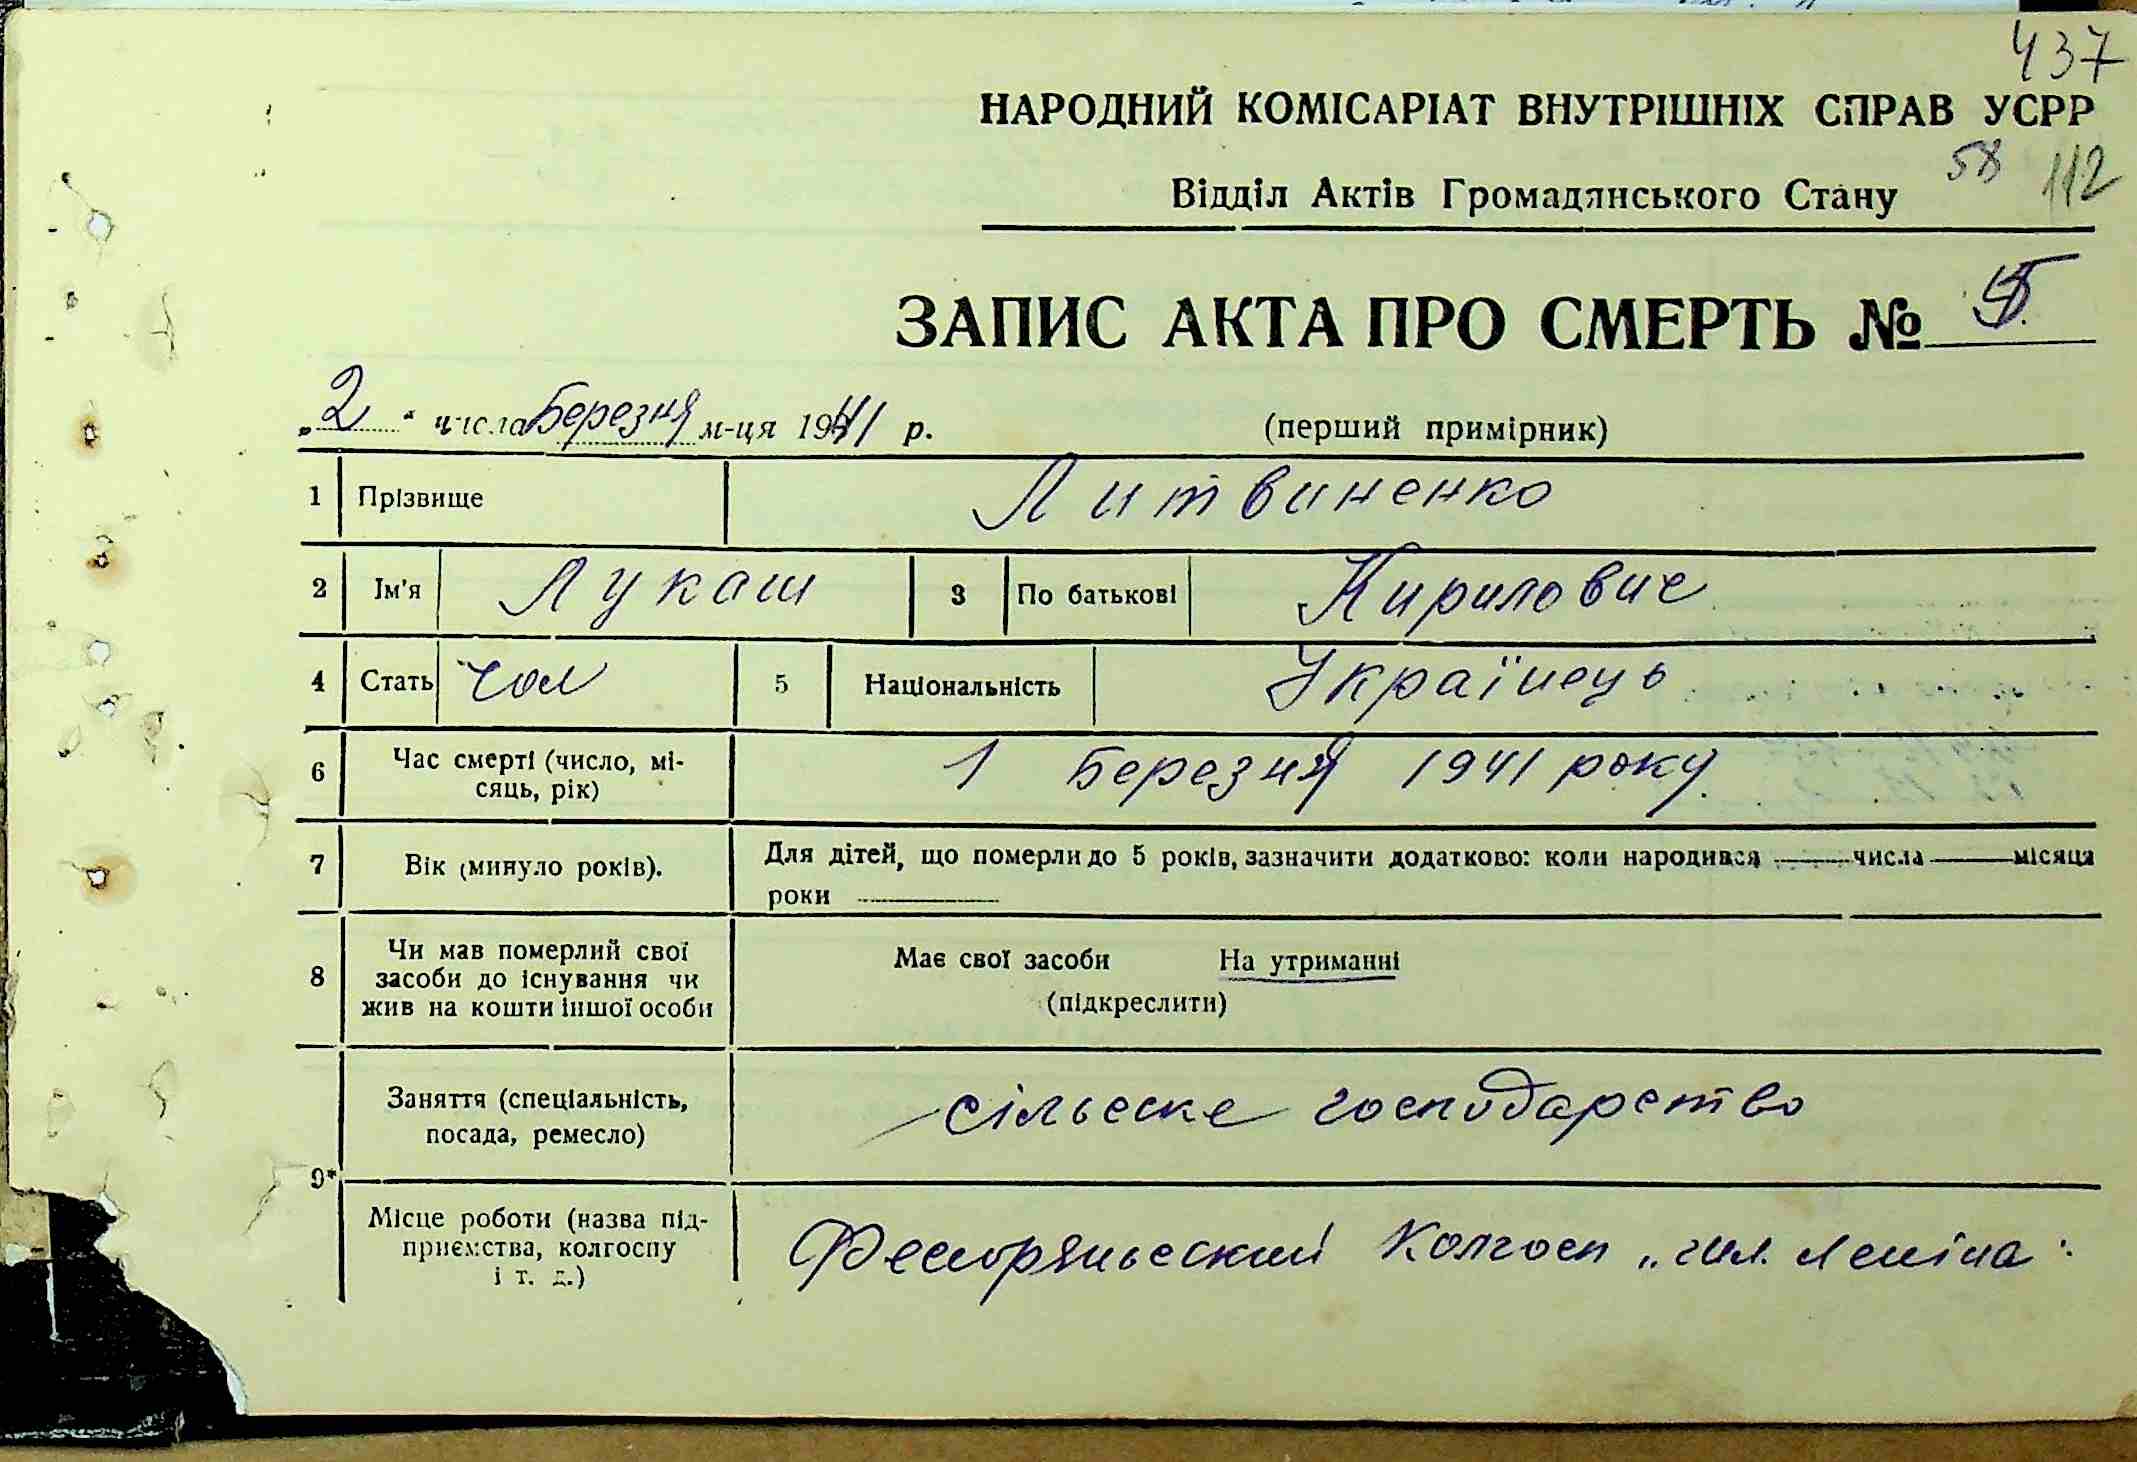 437
НАРОДНИЙ КОМІСАРІАТ ВНУТРІШНІХ СПРАВ УСРР
58 112
Відділ Актів Громадянського Стану
ЗАПИС АКТА ПРО СМЕРТЬ № 5
„2“ числа Березня м-ця 1941 р. (перший примірник)
1 Прізвище Литвиненко
2 Ім'я Лукаш 3 По батькові Кирилович
4 Стать чол 5 Національність Українець
6 Час смерті (число, мі-
сяць, рік) 1 Березня 1941 року.
7 Вік (минуло років). Для дітей, що померли до 5 років, зазначити додатково: коли народився числа місяця
роки
8 Чи мав померлий свої
засоби до існування чи
жив на кошти іншої особи
Має свої засоби На утриманні
(підкреслити)
9* Заняття (спеціальність,
посада, ремесло) сільске господарство
Місце роботи (назва під-
приємства, колгоспу
і т. д.) Колгосп „ім. Леніна"